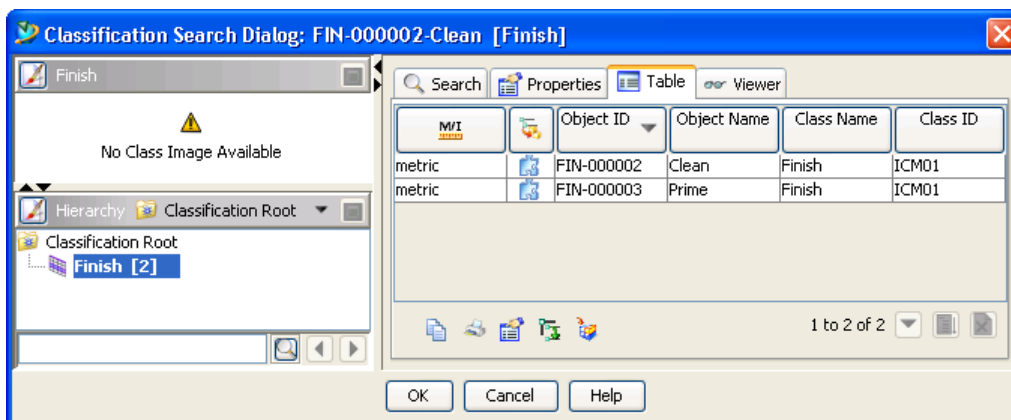 Classification Search Dialog: FIN-000002-Clean [Finish]
Finish
No Class Image Available
Hierarchy Classification Root
Classification Root
Finish [2]
Search Properties Table Viewer
M/I Object ID Object Name Class Name Class ID
metric FIN-000002 Clean Finish ICM01
metric FIN-000003 Prime Finish ICM01
1 to 2 of 2
OK Cancel Help